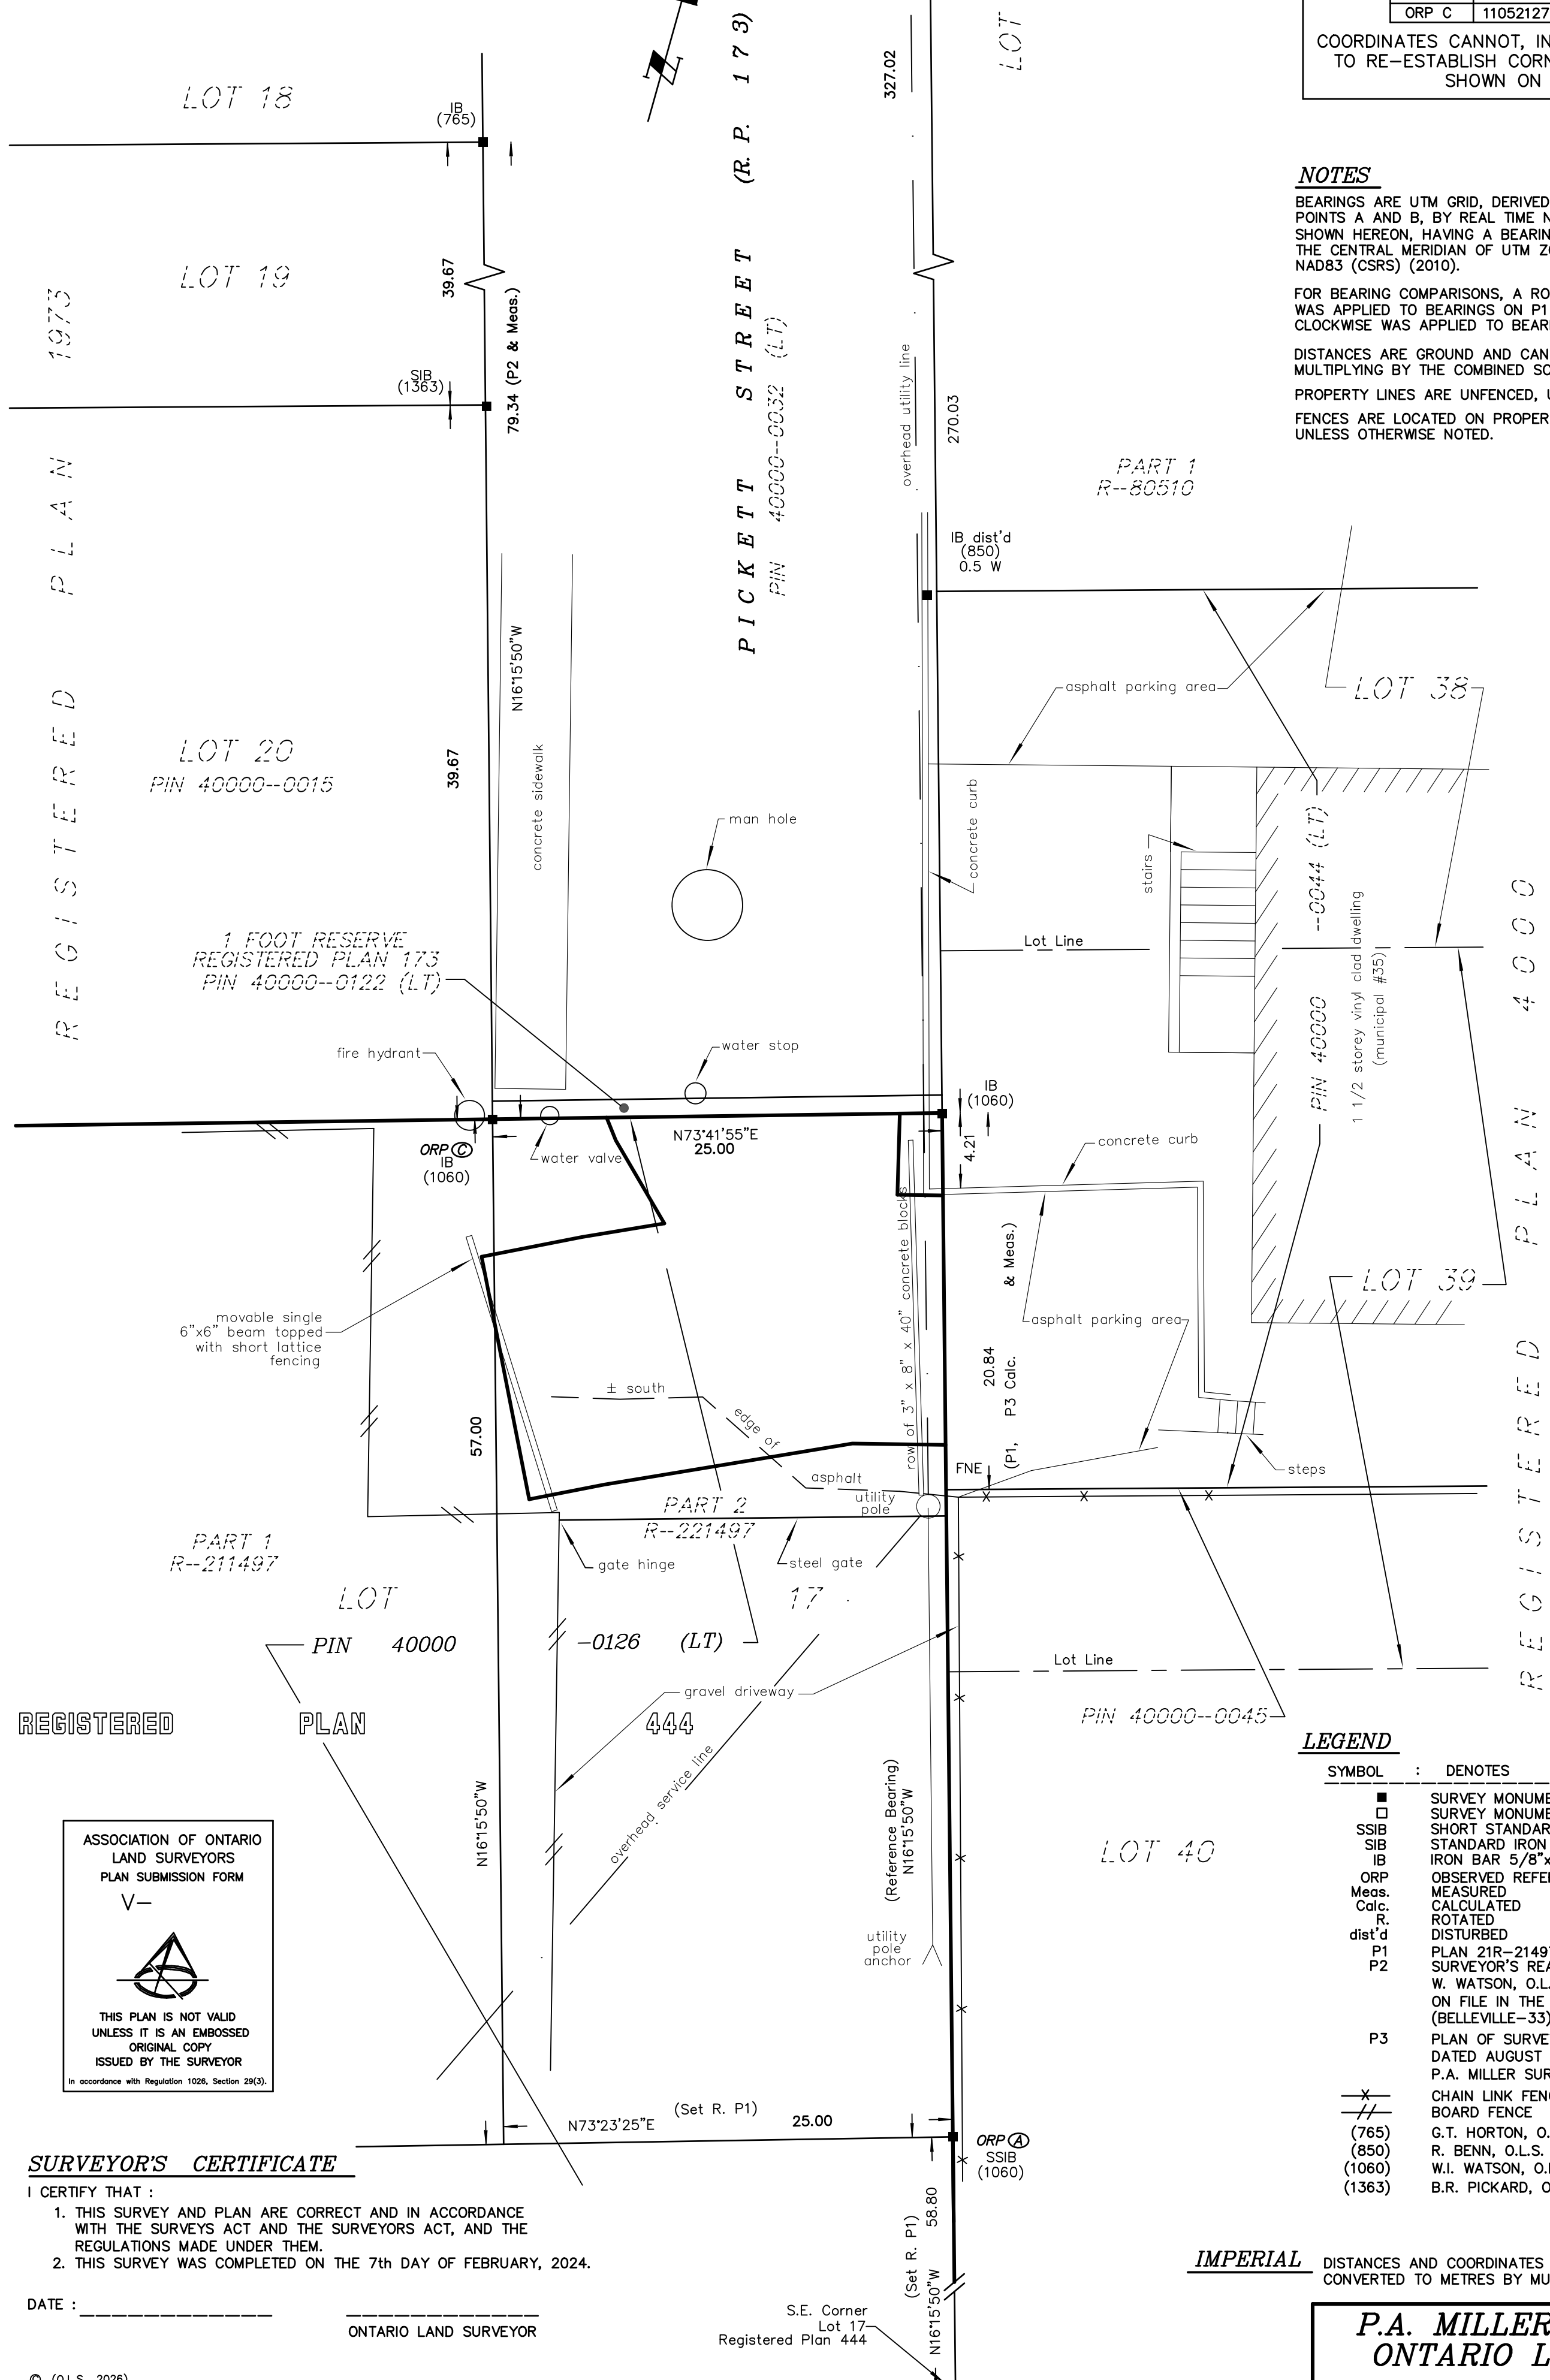 ORP C 11052127
COORDINATES CANNOT, IN
TO RE-ESTABLISH CORN
SHOWN ON
NOTES
BEARINGS ARE UTM GRID, DERIVED
POINTS A AND B, BY REAL TIME N
SHOWN HEREON, HAVING A BEARIN
THE CENTRAL MERIDIAN OF UTM Z
NAD83 (CSRS) (2010).
FOR BEARING COMPARISONS, A RO
WAS APPLIED TO BEARINGS ON P1
CLOCKWISE WAS APPLIED TO BEAR
DISTANCES ARE GROUND AND CAN
MULTIPLYING BY THE COMBINED SC
PROPERTY LINES ARE UNFENCED, U
FENCES ARE LOCATED ON PROPER
UNLESS OTHERWISE NOTED.
LOT 18
IB
(765)
LOT 19
39.67
79.34 (P2 & Meas.)
SIB
(1363)
REGISTERED PLAN 1973
PICKETT STREET (R.P. 173)
PIN 40000--0032 (LT)
327.02
LOT
overhead utility line
270.03
PART 1
R--80510
IB dist'd
(850)
0.5 W
N16°15'50"W
LOT 20
PIN 40000--0015
39.67
concrete sidewalk
man hole
asphalt parking area
LOT 38
concrete curb
stairs
PIN 40000 --0044 (LT)
1 1/2 storey vinyl clad dwelling
(municipal #35)
Lot Line
REGISTERED PLAN 4000
1 FOOT RESERVE
REGISTERED PLAN 173
PIN 40000--0122 (LT)
fire hydrant
water stop
IB
(1060)
ORP C
IB
(1060)
water valve
N73°41'55"E
25.00
4.21
concrete curb
row of 3" x 8" x 40" concrete blocks
20.84
(P1, P3 Calc. & Meas.)
asphalt parking area
LOT 39
movable single
6"x6" beam topped
with short lattice
fencing
57.00
± south
edge of
asphalt
FNE
steps
utility
pole
PART 2
R--221497
gate hinge
steel gate
PART 1
R--211497
LOT 17
PIN 40000 -0126 (LT)
gravel driveway
Lot Line
PIN 40000--0045
REGISTERED PLAN 444
overhead service line
N16°15'50"W
(Reference Bearing)
N16°15'50"W
LOT 40
utility
pole
anchor
ASSOCIATION OF ONTARIO
LAND SURVEYORS
PLAN SUBMISSION FORM
V-
THIS PLAN IS NOT VALID
UNLESS IT IS AN EMBOSSED
ORIGINAL COPY
ISSUED BY THE SURVEYOR
In accordance with Regulation 1026, Section 29(3).
LEGEND
SYMBOL : DENOTES
■ SURVEY MONUME
□ SURVEY MONUME
SSIB SHORT STANDAR
SIB STANDARD IRON
IB IRON BAR 5/8"x
ORP OBSERVED REFE
Meas. MEASURED
Calc. CALCULATED
R. ROTATED
dist'd DISTURBED
P1 PLAN 21R-2149
P2 SURVEYOR'S REA
W. WATSON, O.L.
ON FILE IN THE
(BELLEVILLE-33)
P3 PLAN OF SURVE
DATED AUGUST
P.A. MILLER SUR
CHAIN LINK FEN
BOARD FENCE
(765) G.T. HORTON, O.
(850) R. BENN, O.L.S.
(1060) W.I. WATSON, O.
(1363) B.R. PICKARD, O
(Set R. P1)
N73°23'25"E
25.00
ORP A
SSIB
(1060)
58.80
(Set R. P1)
N16°15'50"W
SURVEYOR'S CERTIFICATE
I CERTIFY THAT :
1. THIS SURVEY AND PLAN ARE CORRECT AND IN ACCORDANCE
WITH THE SURVEYS ACT AND THE SURVEYORS ACT, AND THE
REGULATIONS MADE UNDER THEM.
2. THIS SURVEY WAS COMPLETED ON THE 7th DAY OF FEBRUARY, 2024.
DATE :
ONTARIO LAND SURVEYOR
S.E. Corner
Lot 17
Registered Plan 444
IMPERIAL DISTANCES AND COORDINATES
CONVERTED TO METRES BY MU
P.A. MILLER
ONTARIO L
© (O.L.S. 2026)